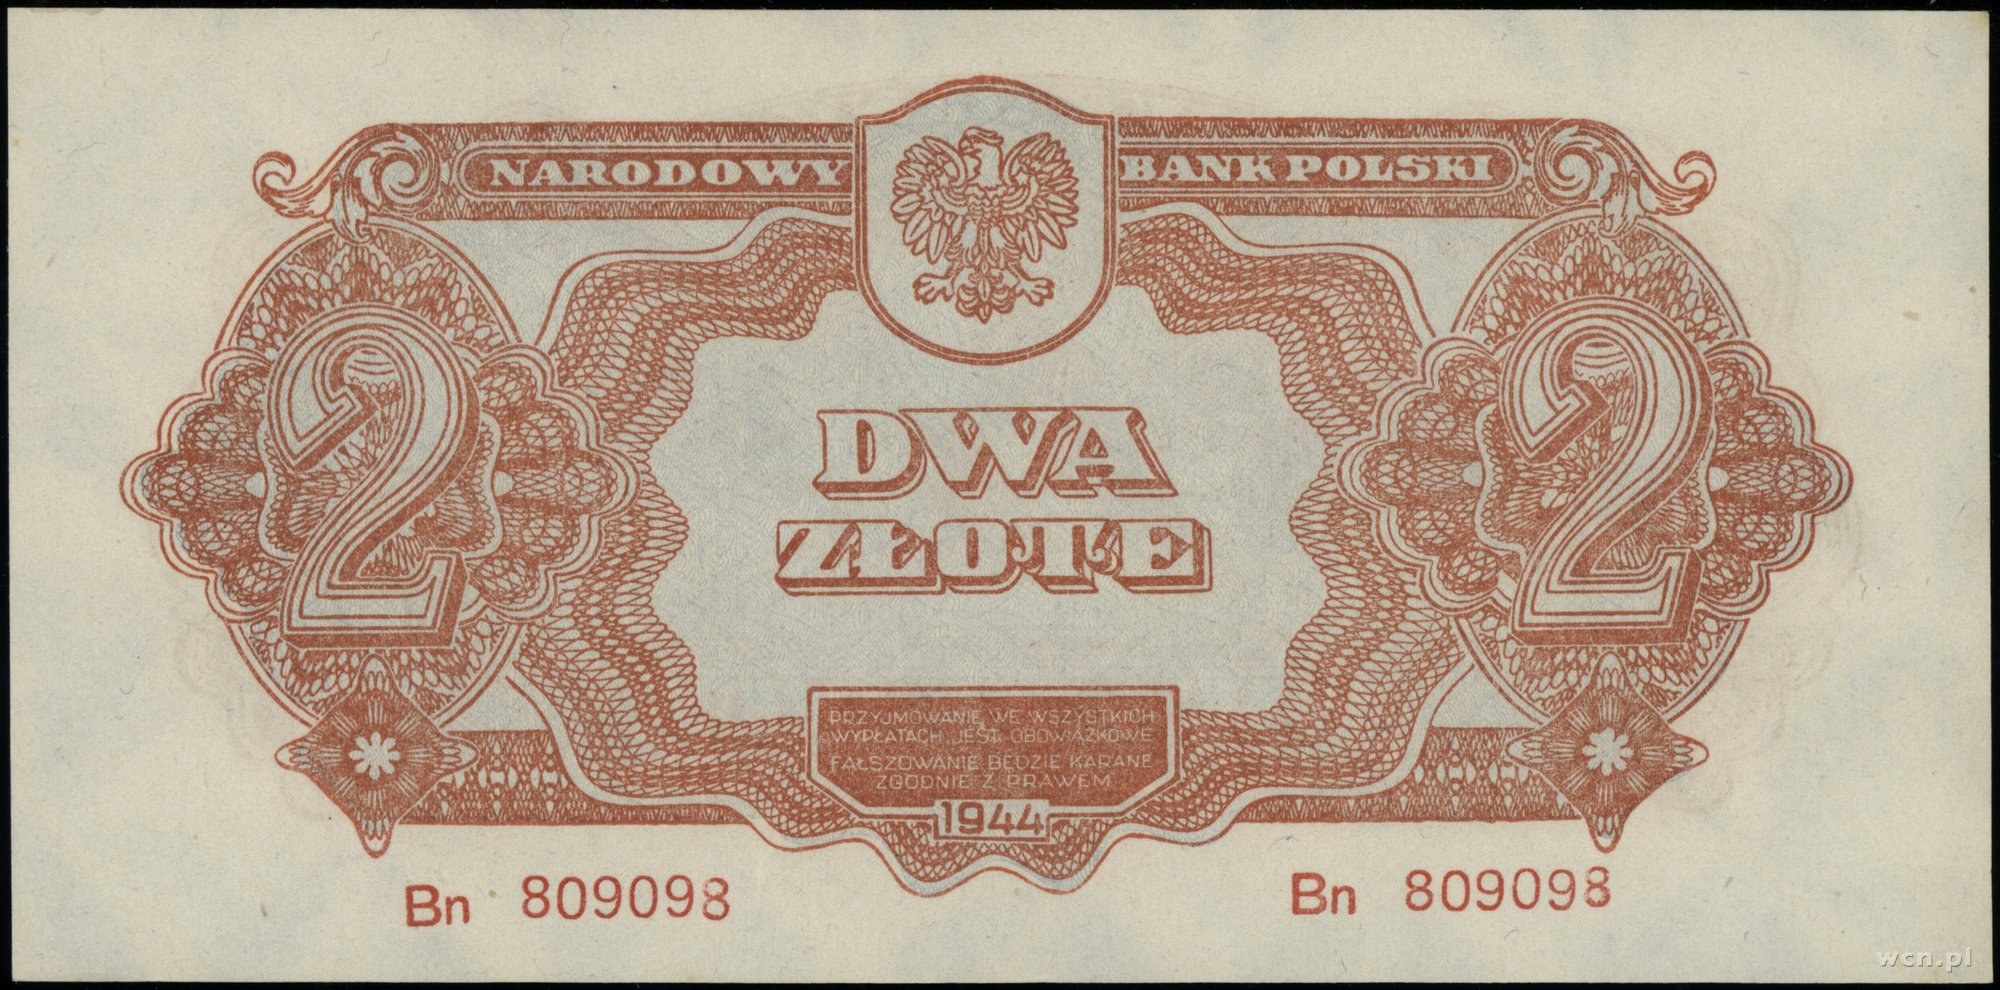 NARODOWY BANK POLSKI
2 2
DWA
ZŁOTE
PRZYJMOWANIE WE WSZYSTKICH
WYPŁATACH JEST OBOWIĄZKOWE
FAŁSZOWANIE BĘDZIE KARANE
ZGODNIE Z PRAWEM
1944
Bn 809098 Bn 809098
wcn.pl